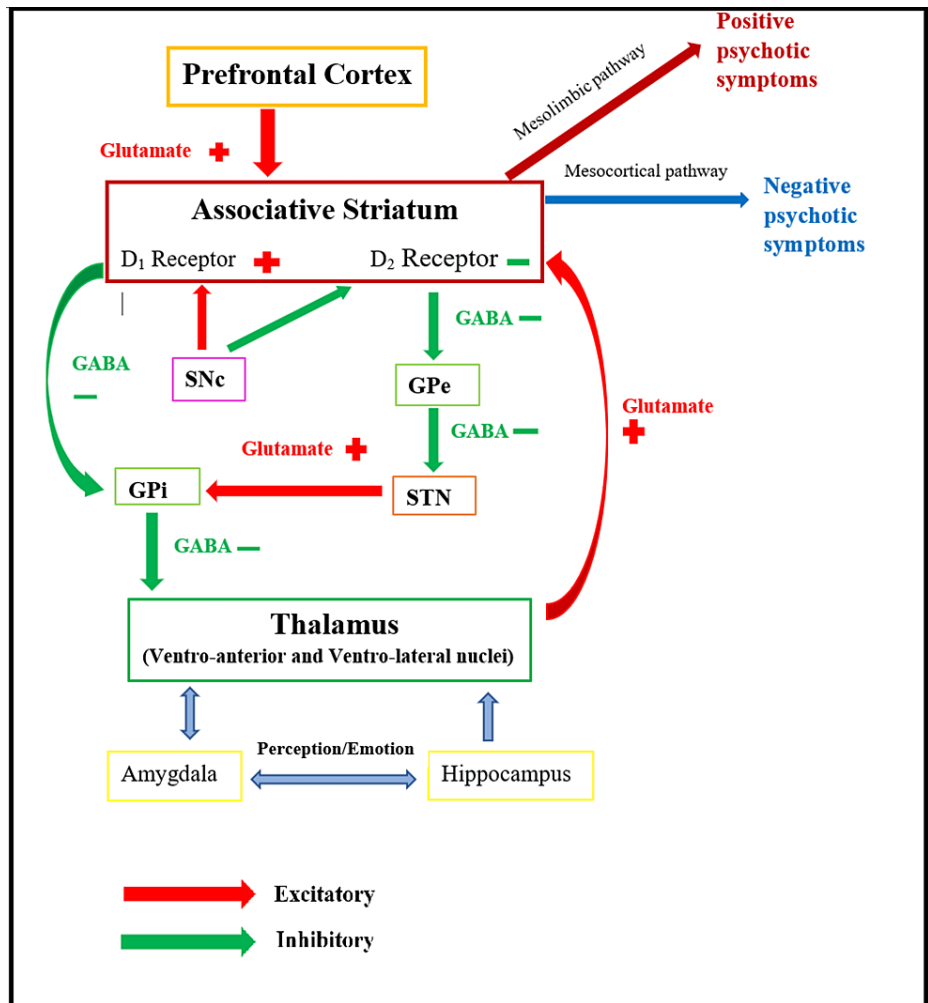 Positive
psychotic
symptoms
Prefrontal Cortex
Mesolimbic pathway
Glutamate +
Mesocortical pathway
Negative
psychotic
symptoms
Associative Striatum
D₁ Receptor +
D₂ Receptor −
GABA −
GABA
−
SNc
GPe
Glutamate
+
GABA −
Glutamate +
GPi
STN
GABA −
Thalamus
(Ventro-anterior and Ventro-lateral nuclei)
Perception/Emotion
Amygdala
Hippocampus
Excitatory
Inhibitory